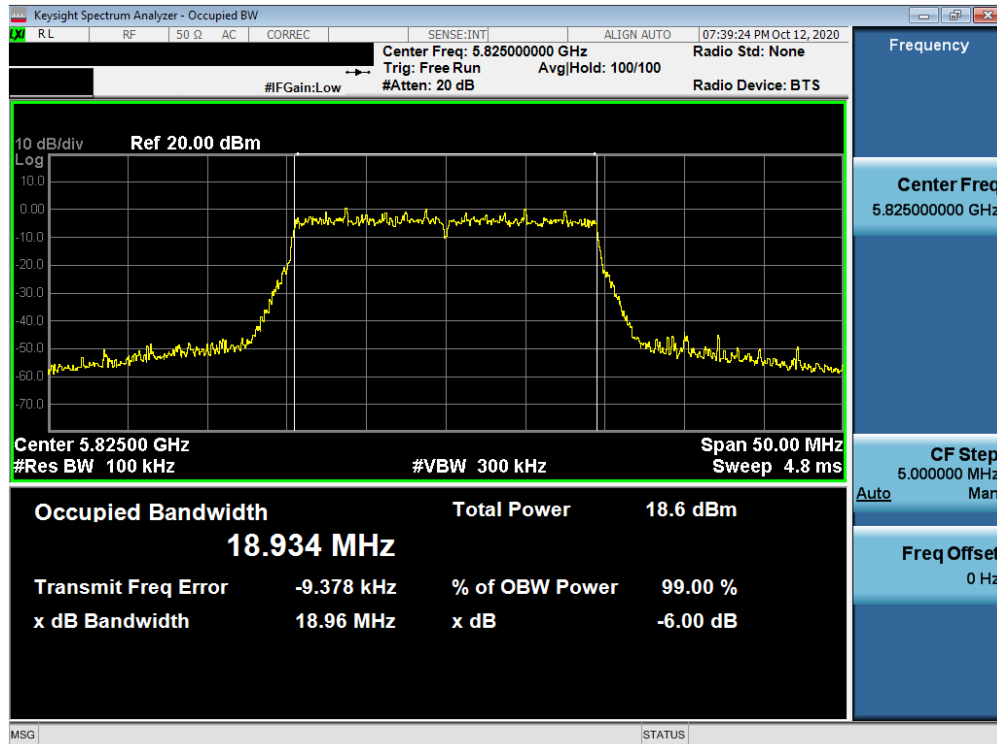 Keysight Spectrum Analyzer - Occupied BW
LXI RL RF 50 Ω AC CORREC SENSE:INT ALIGN AUTO 07:39:24 PM Oct 12, 2020
Center Freq: 5.825000000 GHz Radio Std: None
Trig: Free Run Avg|Hold: 100/100
#IFGain:Low #Atten: 20 dB Radio Device: BTS
10 dB/div Ref 20.00 dBm
Log
10.0
0.00
-10.0
-20.0
-30.0
-40.0
-50.0
-60.0
-70.0
Center 5.82500 GHz Span 50.00 MHz
#Res BW 100 kHz #VBW 300 kHz Sweep 4.8 ms
Occupied Bandwidth Total Power 18.6 dBm
18.934 MHz
Transmit Freq Error -9.378 kHz % of OBW Power 99.00 %
x dB Bandwidth 18.96 MHz x dB -6.00 dB
MSG STATUS
Frequency
Center Freq
5.825000000 GHz
CF Step
5.000000 MHz
Auto Man
Freq Offset
0 Hz